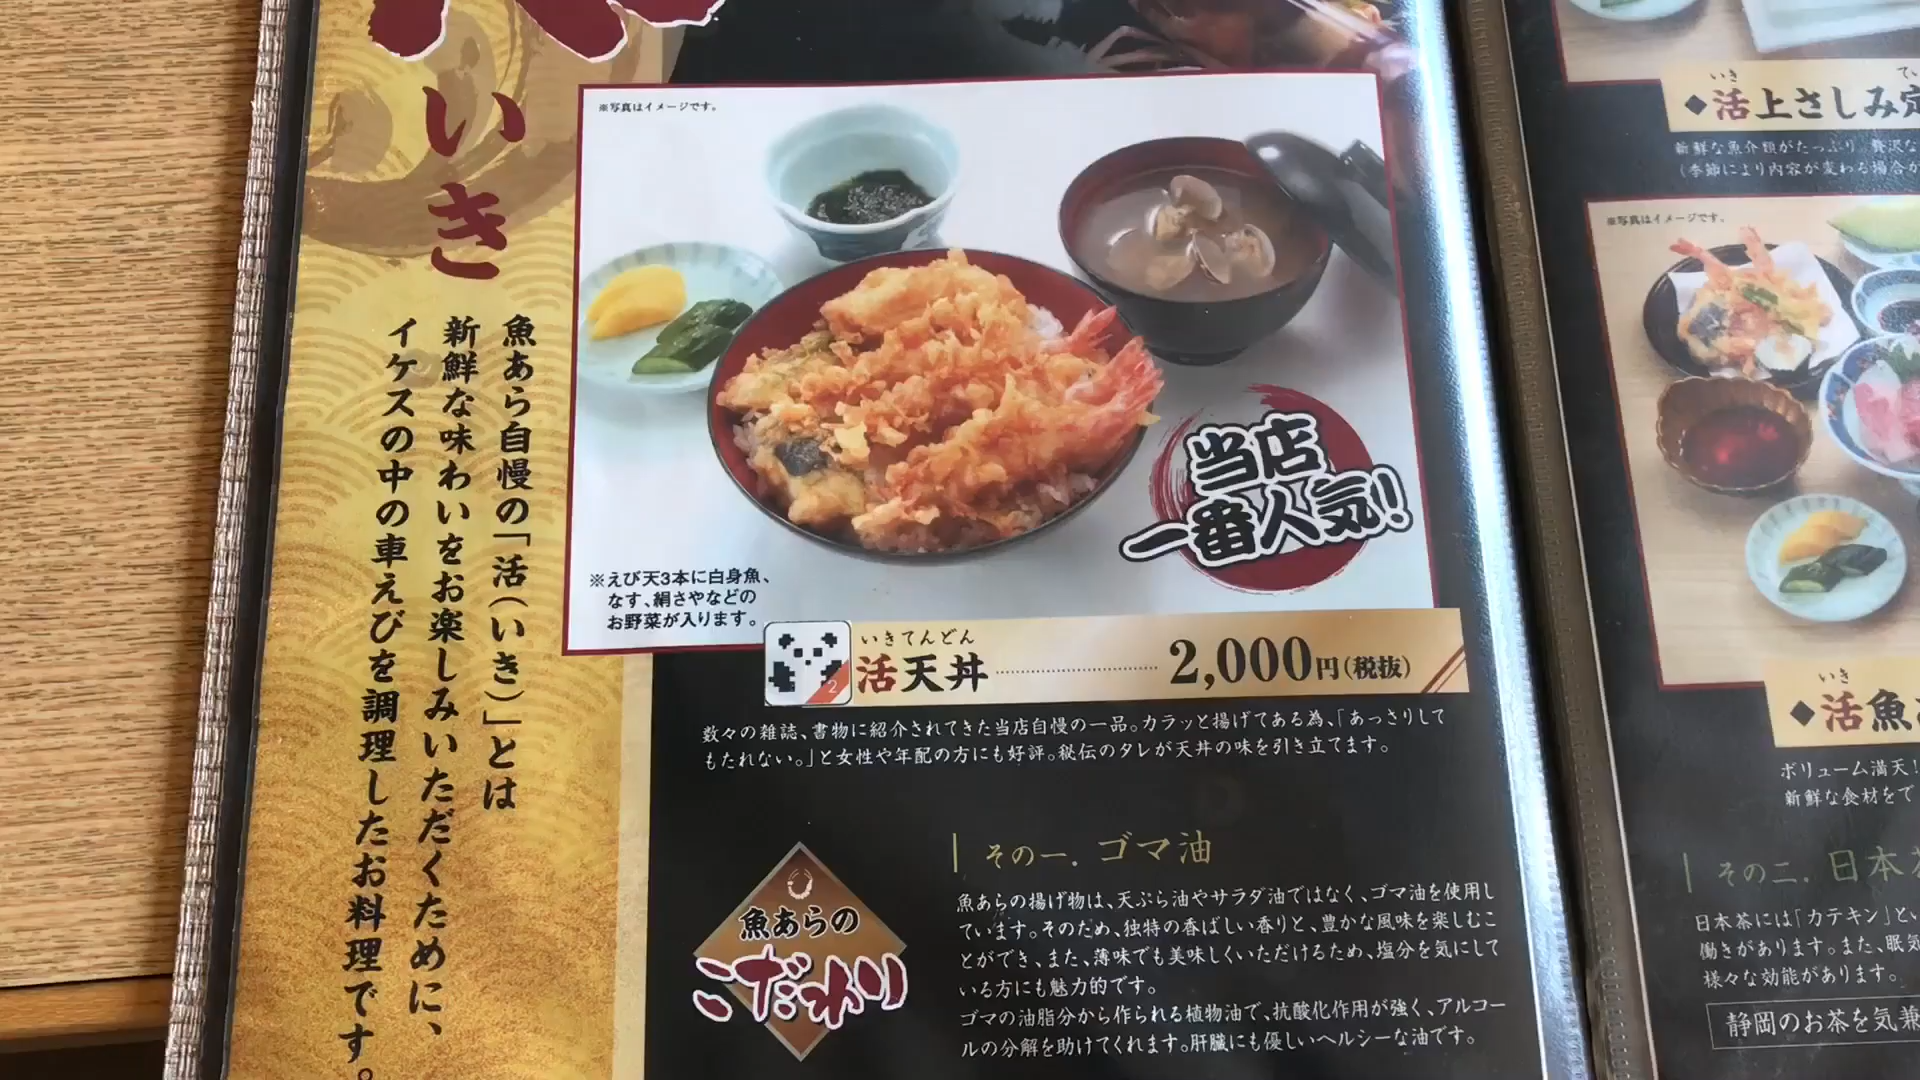 いき
魚あら自慢の「活(いき)」とは
新鮮な味わいをお楽しみいただくために、
イケスの中の車えびを調理したお料理です。
※写真はイメージです。
当店
一番人気!
※えび天3本に白身魚、
なす、絹さやなどの
お野菜が入ります。
2
いきてんどん
活天丼 2,000円(税抜)
数々の雑誌、書物に紹介されてきた当店自慢の一品。カラッと揚げてある為、「あっさりして
もたれない。」と女性や年配の方にも好評。秘伝のタレが天丼の味を引き立てます。
魚あらの
こだわり
その一. ゴマ油
魚あらの揚げ物は、天ぷら油やサラダ油ではなく、ゴマ油を使用し
ています。そのため、独特の香ばしい香りと、豊かな風味を楽しむこ
とができ、また、薄味でも美味しくいただけるため、塩分を気にして
いる方にも魅力的です。
ゴマの油脂分から作られる植物油で、抗酸化作用が強く、アルコー
ルの分解を助けてくれます。肝臓にも優しいヘルシーな油です。
いき
◆活上さしみ定
新鮮な魚介類がたっぷり。贅沢な
(季節により内容が変わる場合が
※写真はイメージです。
いき
◆活魚
ボリューム満天!
新鮮な食材をで
その二. 日本茶
日本茶には「カテキン」とい
働きがあります。また、眠気
様々な効能があります。
静岡のお茶を気兼